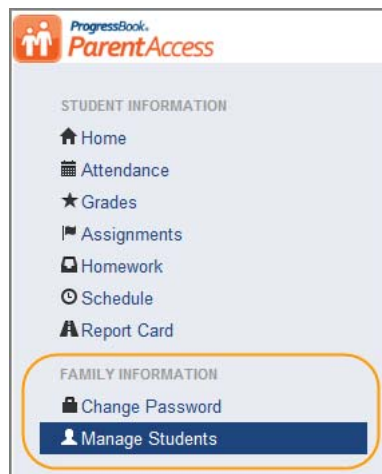 ProgressBook.
ParentAccess
STUDENT INFORMATION
Home
Attendance
Grades
Assignments
Homework
Schedule
Report Card
FAMILY INFORMATION
Change Password
Manage Students